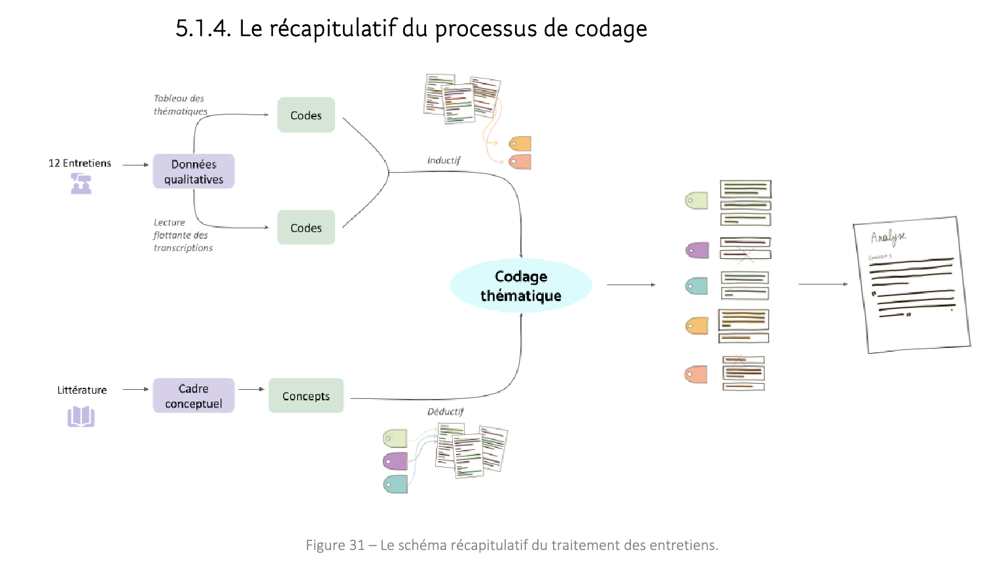 5.1.4. Le récapitulatif du processus de codage
Tableau des
thématiques
Codes
12 Entretiens
Données
qualitatives
Inductif
Lecture
flottante des
transcriptions
Codes
Codage
thématique
Analyse
Concept 1
Littérature
Cadre
conceptuel
Concepts
Déductif
Figure 31 – Le schéma récapitulatif du traitement des entretiens.